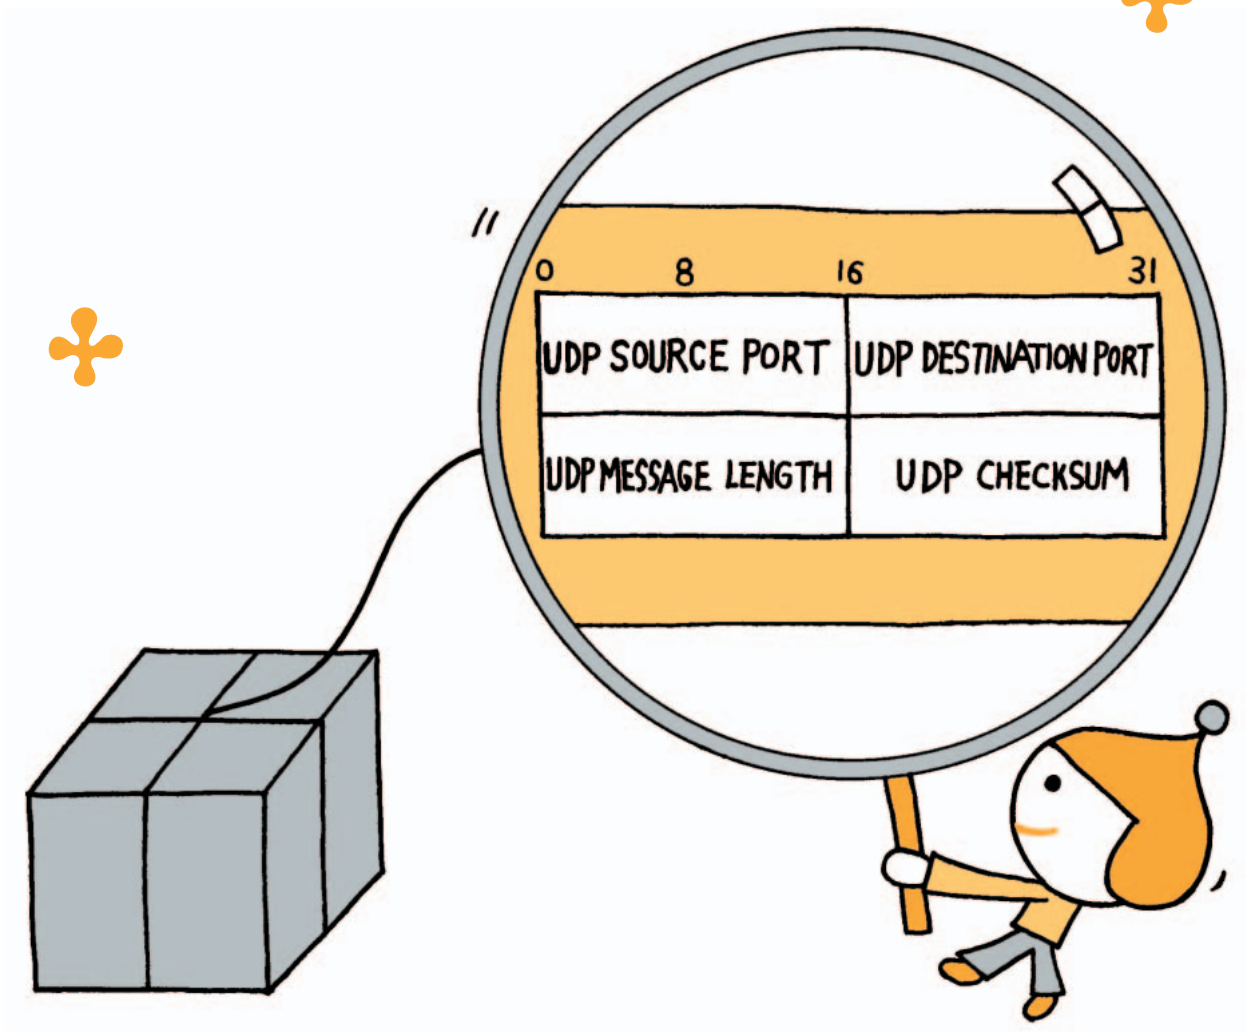 0 8 16 31
UDP SOURCE PORT UDP DESTINATION PORT
UDP MESSAGE LENGTH UDP CHECKSUM